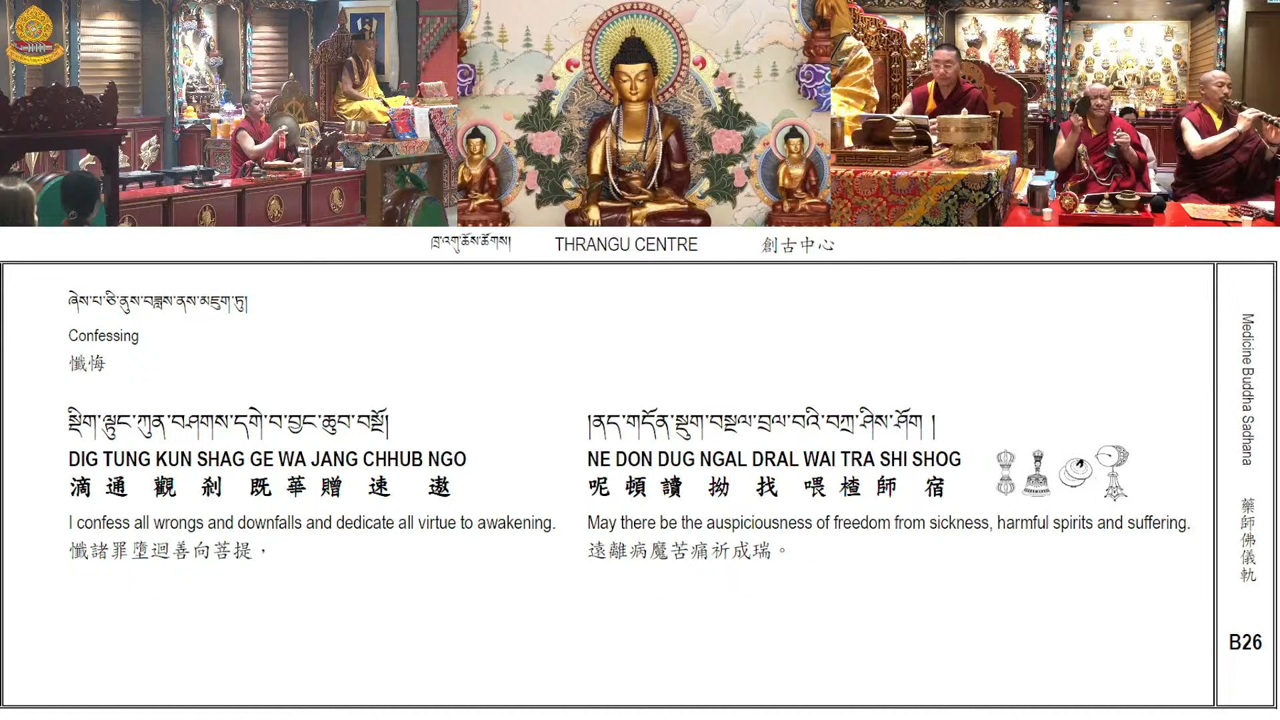 ཁྲ་འགུ་ཆོས་ཚོགས། THRANGU CENTRE 創古中心
ཞེས་པ་ཅི་ནུས་བཟླས་ནས་མཇུག་ཏུ།
Confessing
懺悔
སྡིག་ལྟུང་ཀུན་བཤགས་དགེ་བ་བྱང་ཆུབ་བསྔོ། །ནད་གདོན་སྡུག་བསྔལ་བྲལ་བའི་བཀྲ་ཤིས་ཤོག །
DIG TUNG KUN SHAG GE WA JANG CHHUB NGO NE DON DUG NGAL DRAL WAI TRA SHI SHOG
滴 通 觀 剎 既 華 贈 速 遨 呢 頓 讀 拗 找 喂 楂 師 宿
I confess all wrongs and downfalls and dedicate all virtue to awakening. May there be the auspiciousness of freedom from sickness, harmful spirits and suffering.
懺諸罪墮迴善向菩提， 遠離病魔苦痛祈成瑞。
Medicine Buddha Sadhana
藥師佛儀軌
B26